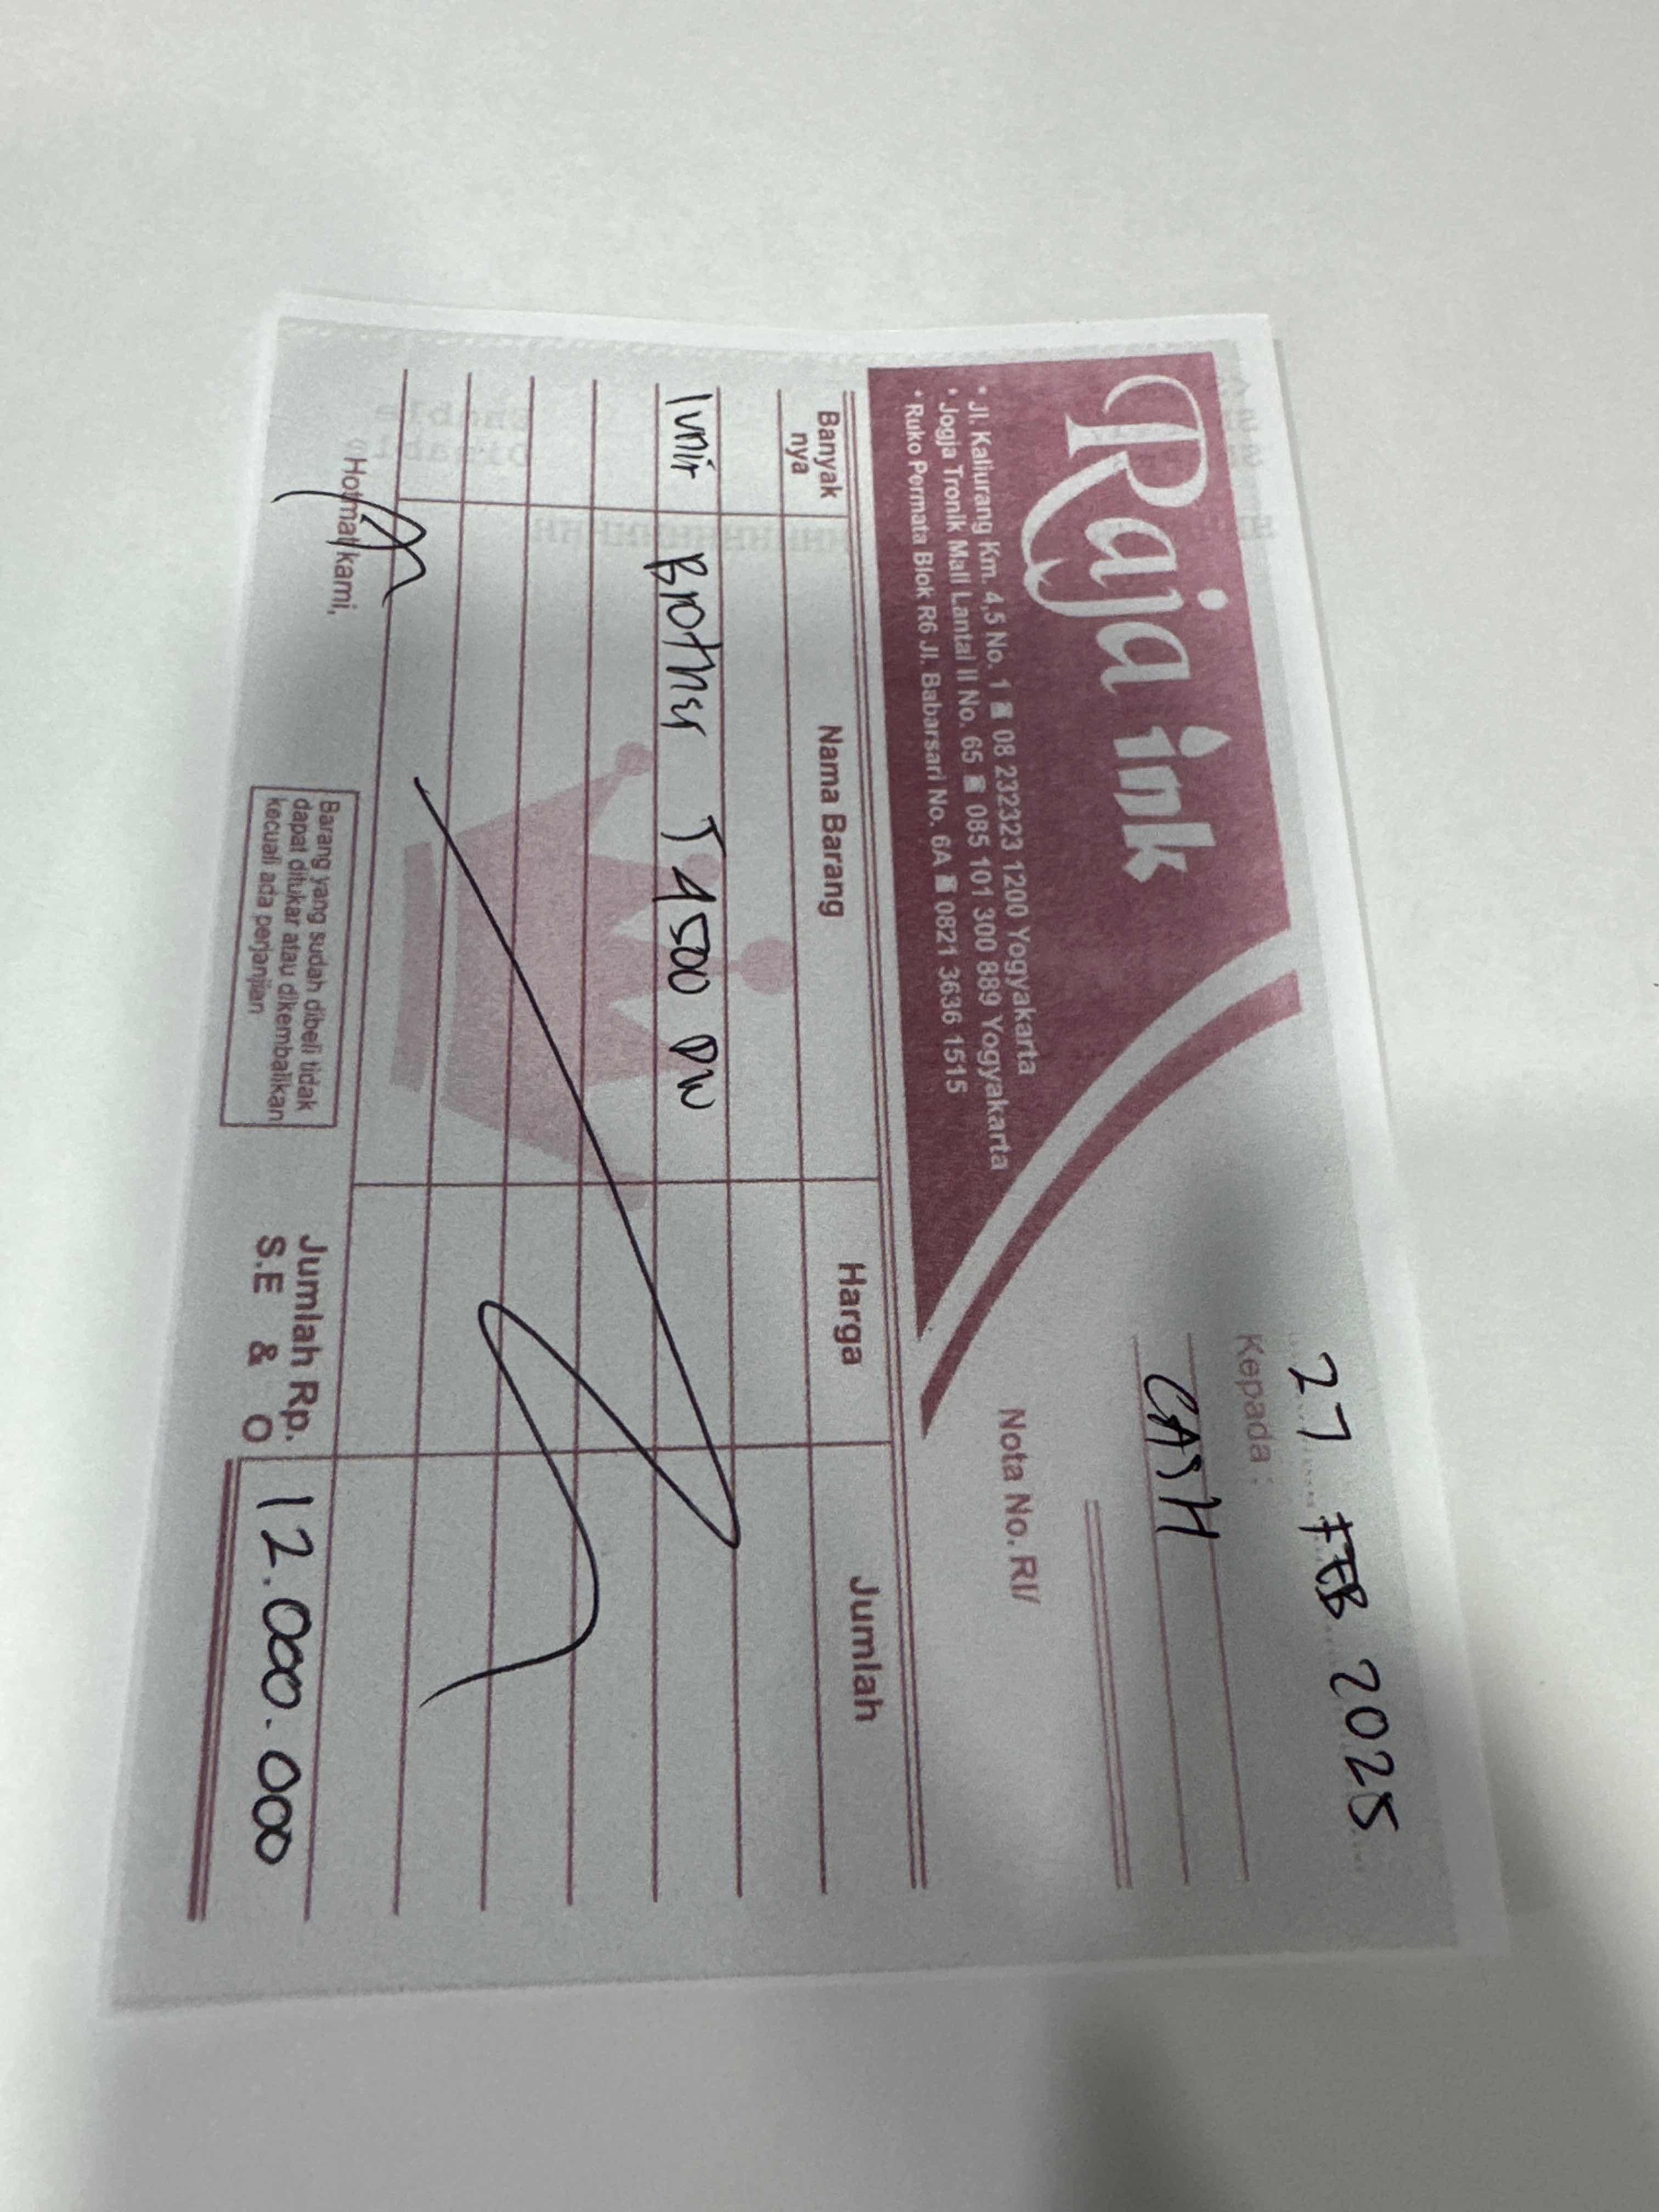 Raja ink
* Jl. Kaliurang Km. 4,5 No. 1 08 232323 1200 Yogyakarta
* Jogja Tronik Mall Lantai II No. 65 085 101 300 889 Yogyakarta
* Ruko Permata Blok R6 Jl. Babarsari No. 6A 0821 3636 1515
27 FEB 2025
Kepada :
CASH
Nota No. RI/
Banyak nya Nama Barang Harga Jumlah
1 unit Brother T4500 DW
Hormat kami,
Barang yang sudah dibeli tidak
dapat ditukar atau dikembalikan
kecuali ada perjanjian
Jumlah Rp. 12.000.000
S.E & O